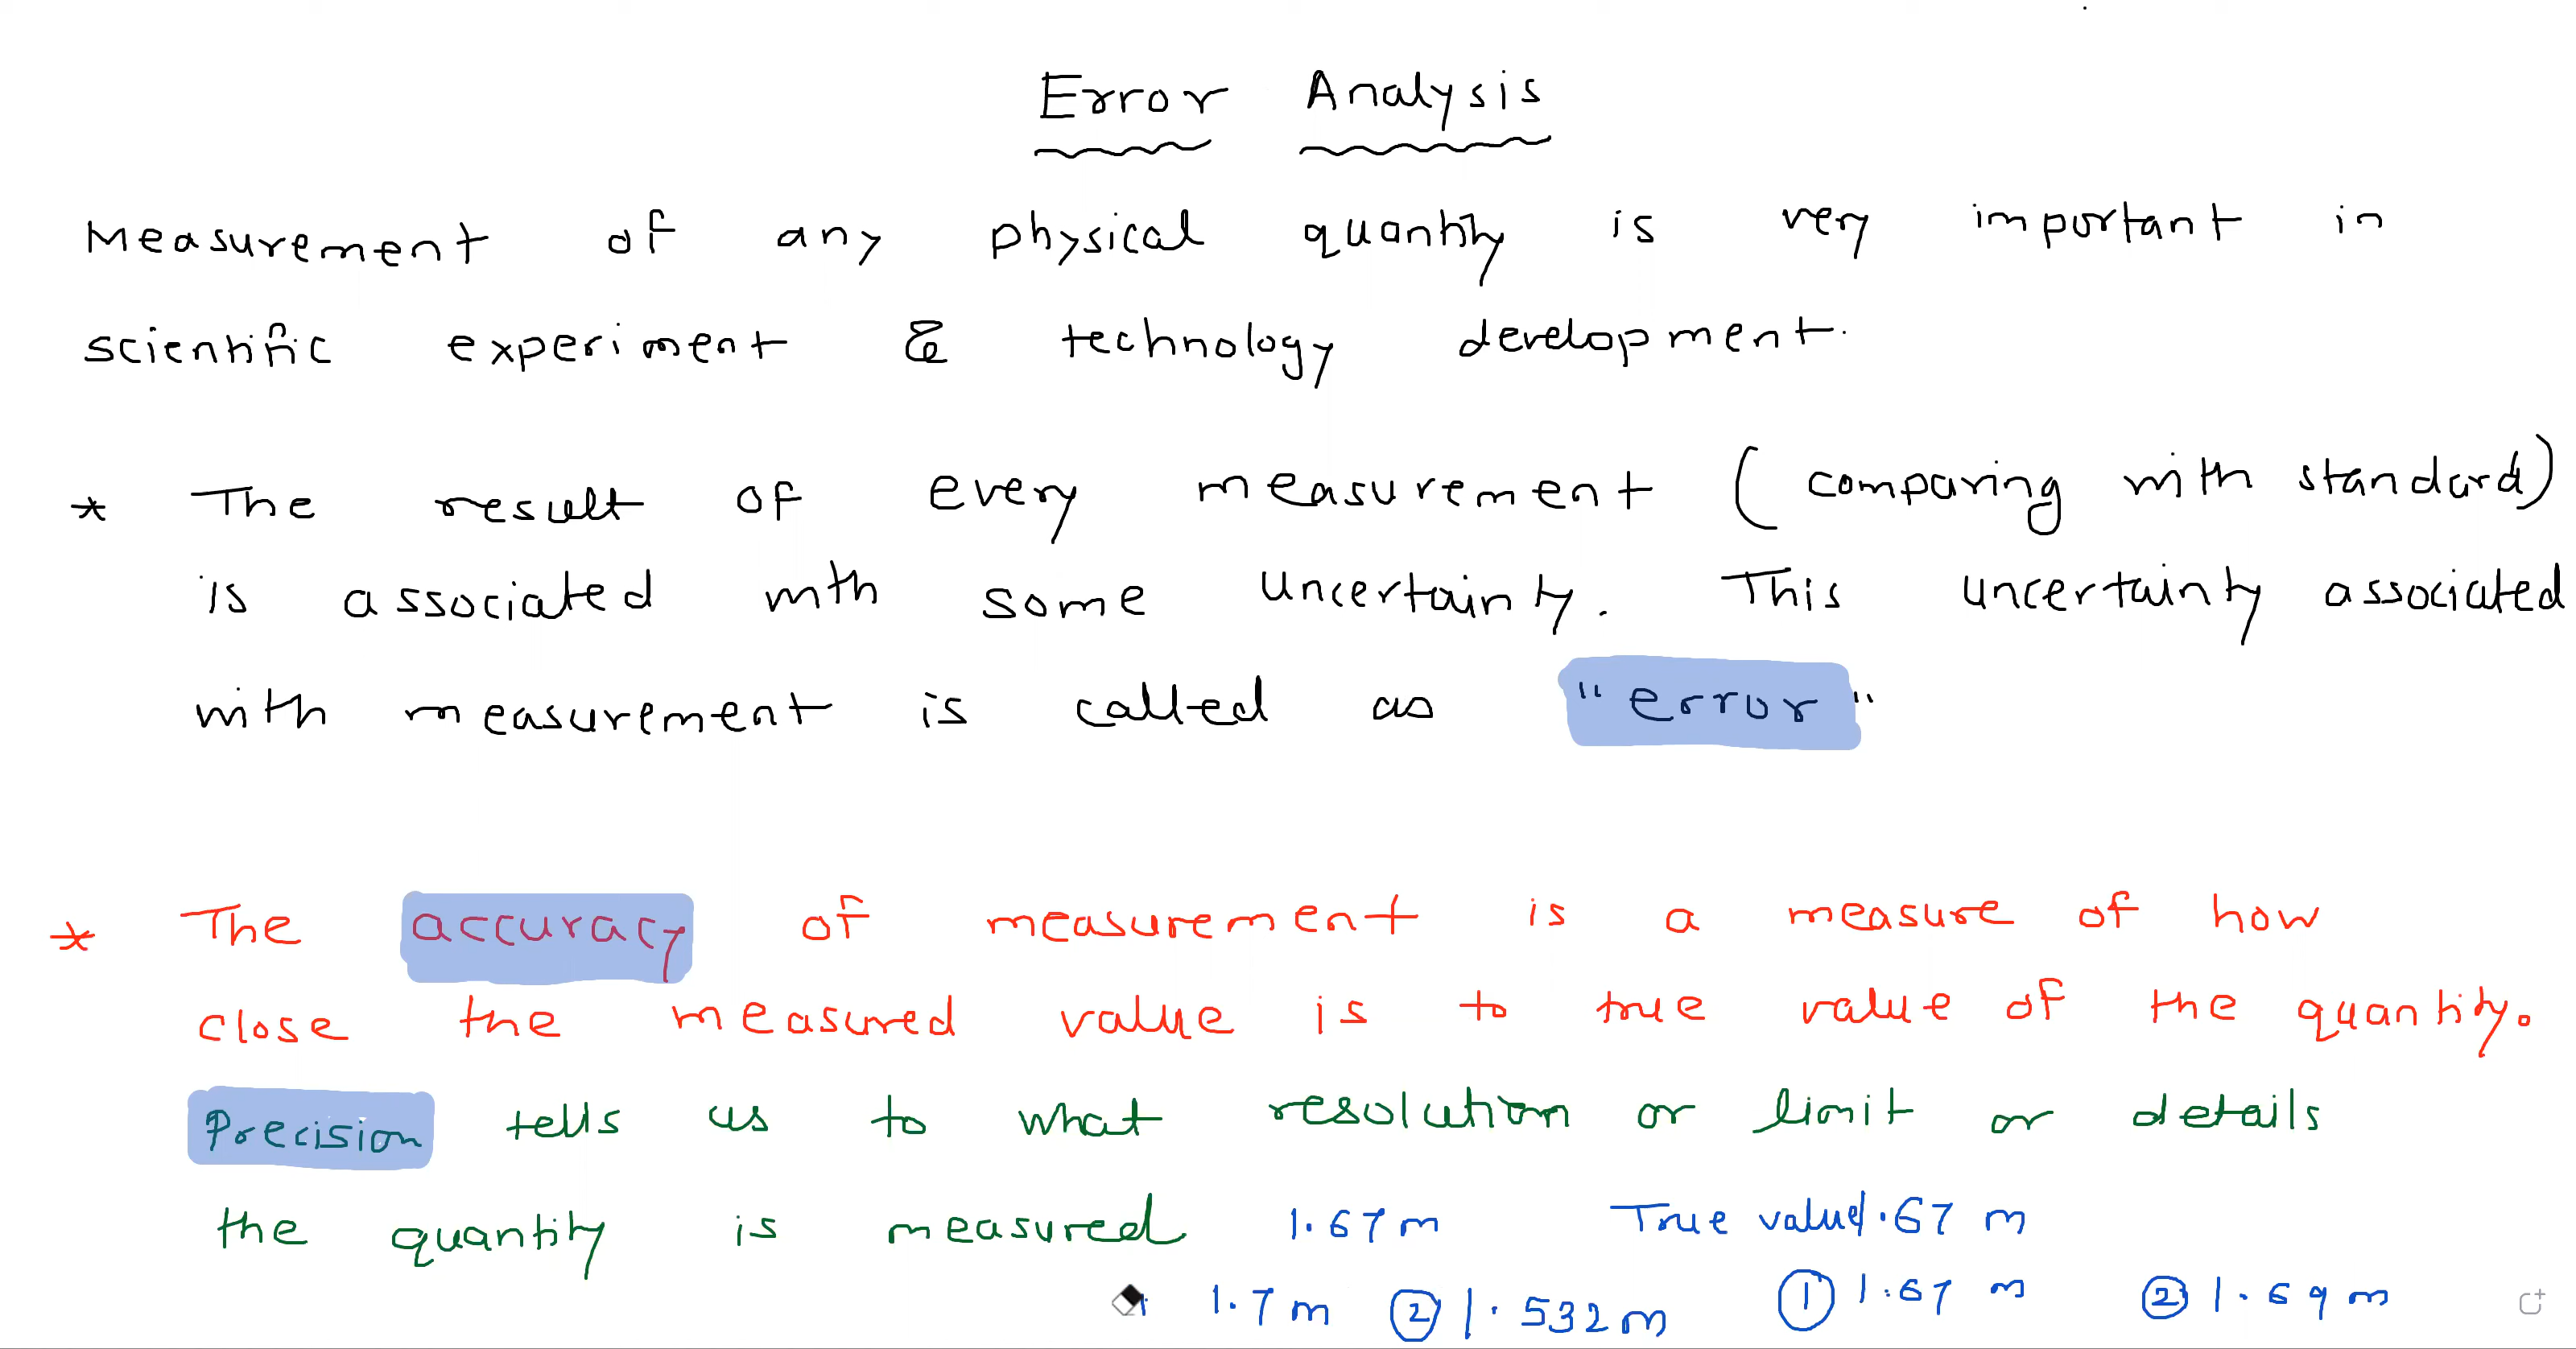 Error Analysis
Measurement of any physical quantity is very important in
scientific experiment & technology development.
* The result of every measurement (comparing with standard)
is associated with some uncertainty. This uncertainty associated
with measurement is called as "error"
* The accuracy of measurement is a measure of how
close the measured value is to true value of the quantity.
Precision tells us to what resolution or limit or details
the quantity is measured 1.67 m True value 1.67 m
1.7 m ② 1.532 m ① 1.67 m ② 1.69 m